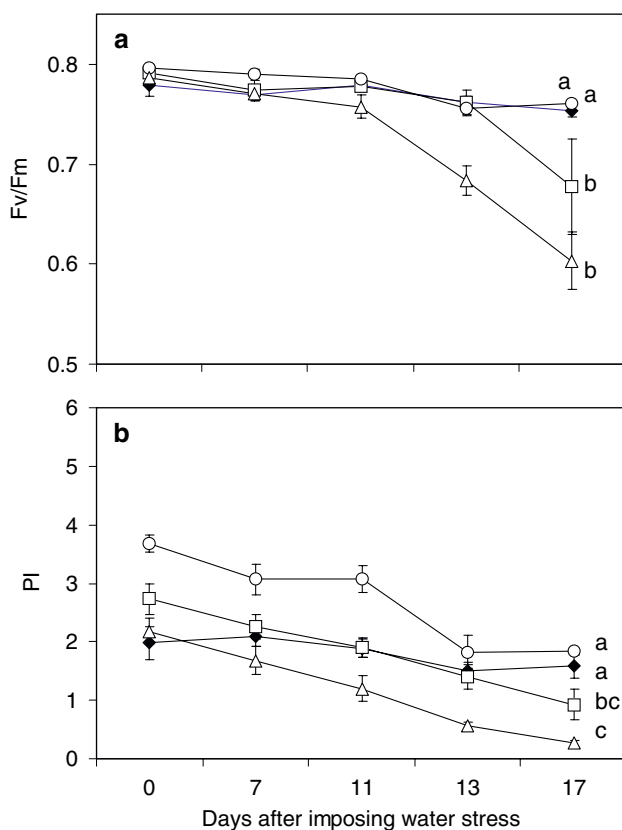 a
0.8
0.7
0.6
0.5
Fv/Fm
a
a
b
b
b
6
5
4
3
2
1
0
PI
a
a
bc
c
0 7 11 13 17
Days after imposing water stress